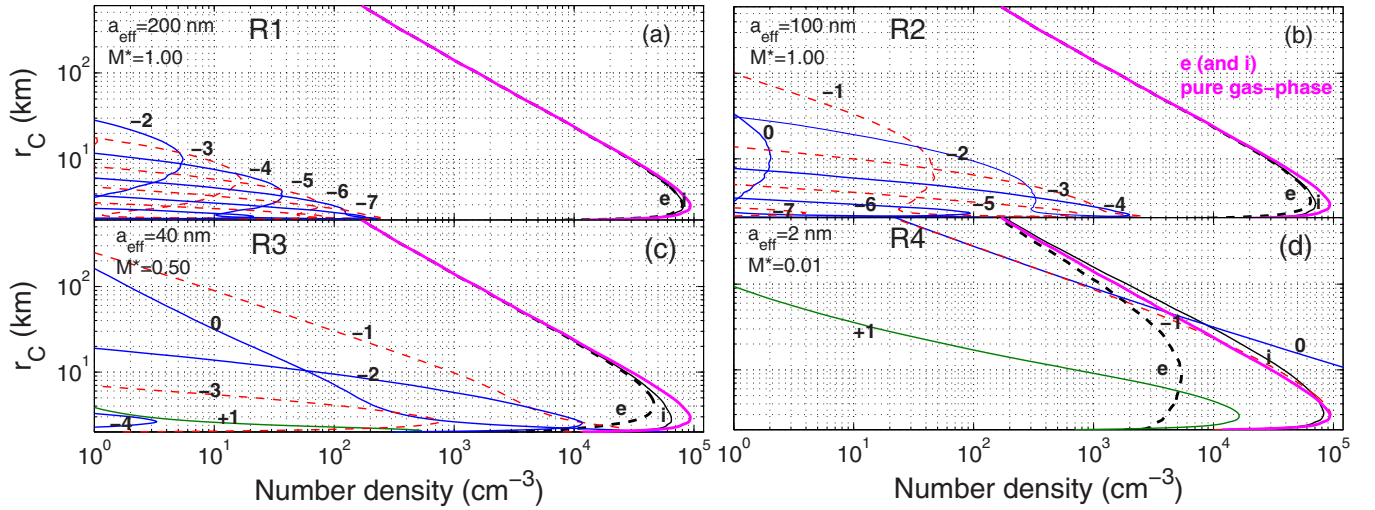 a_eff=200 nm
R1
(a)
M*=1.00
10^2
r_C (km)
10^1
−2
−3
−4
−5
−6
−7
e
i
a_eff=100 nm
R2
(b)
M*=1.00
e (and i)
pure gas−phase
−1
0
−2
−3
−4
−5
−6
−7
e
i
a_eff=40 nm
R3
(c)
M*=0.50
10^2
r_C (km)
10^1
0
−1
−2
−3
+1
−4
e
i
10^0
10^1
10^2
10^3
10^4
10^5
Number density (cm^−3)
a_eff=2 nm
R4
(d)
M*=0.01
+1
−1
0
e
i
10^0
10^1
10^2
10^3
10^4
10^5
Number density (cm^−3)